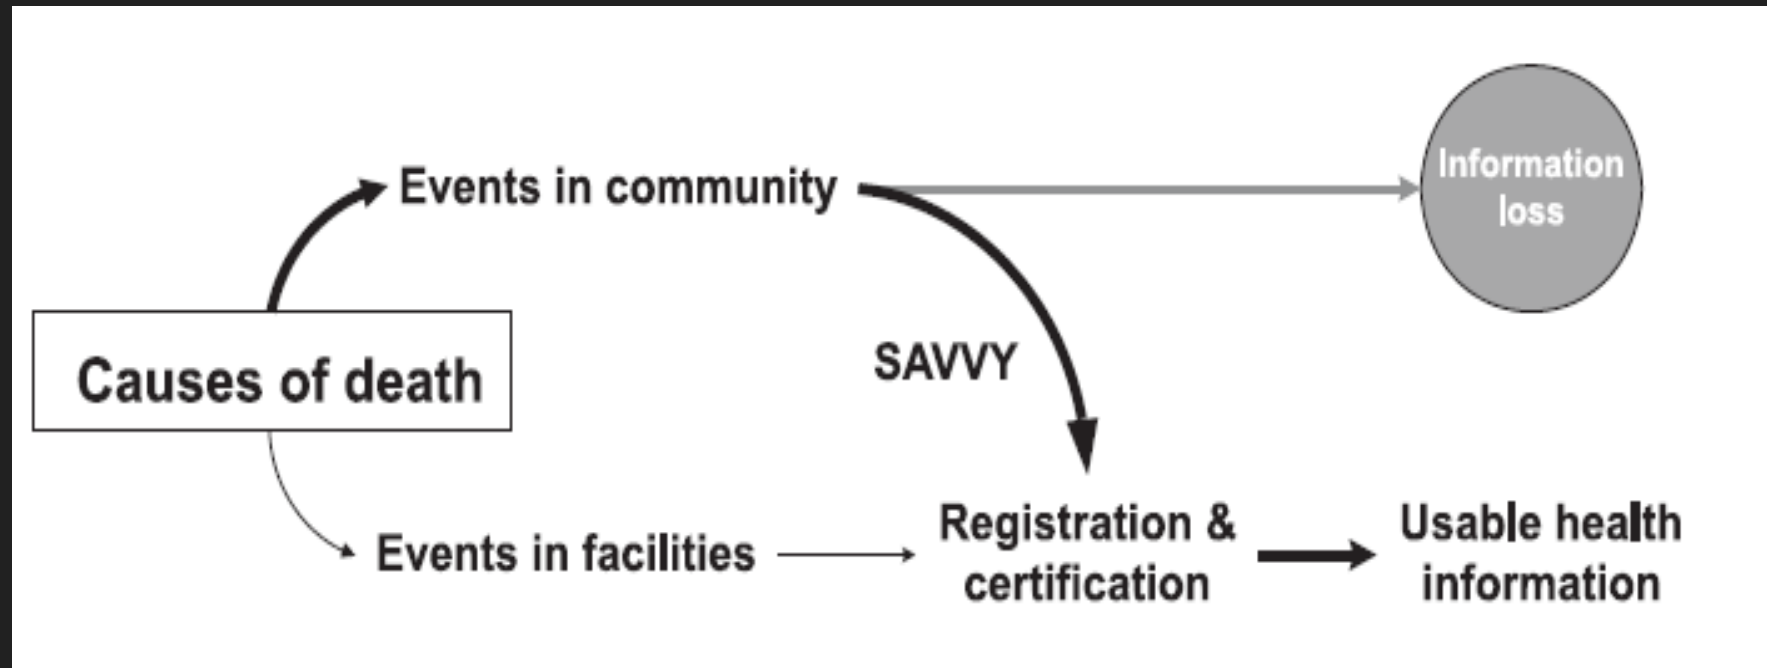 Information
loss
Events in community
SAVVY
Causes of death
Events in facilities
Registration &
certification
Usable health
information